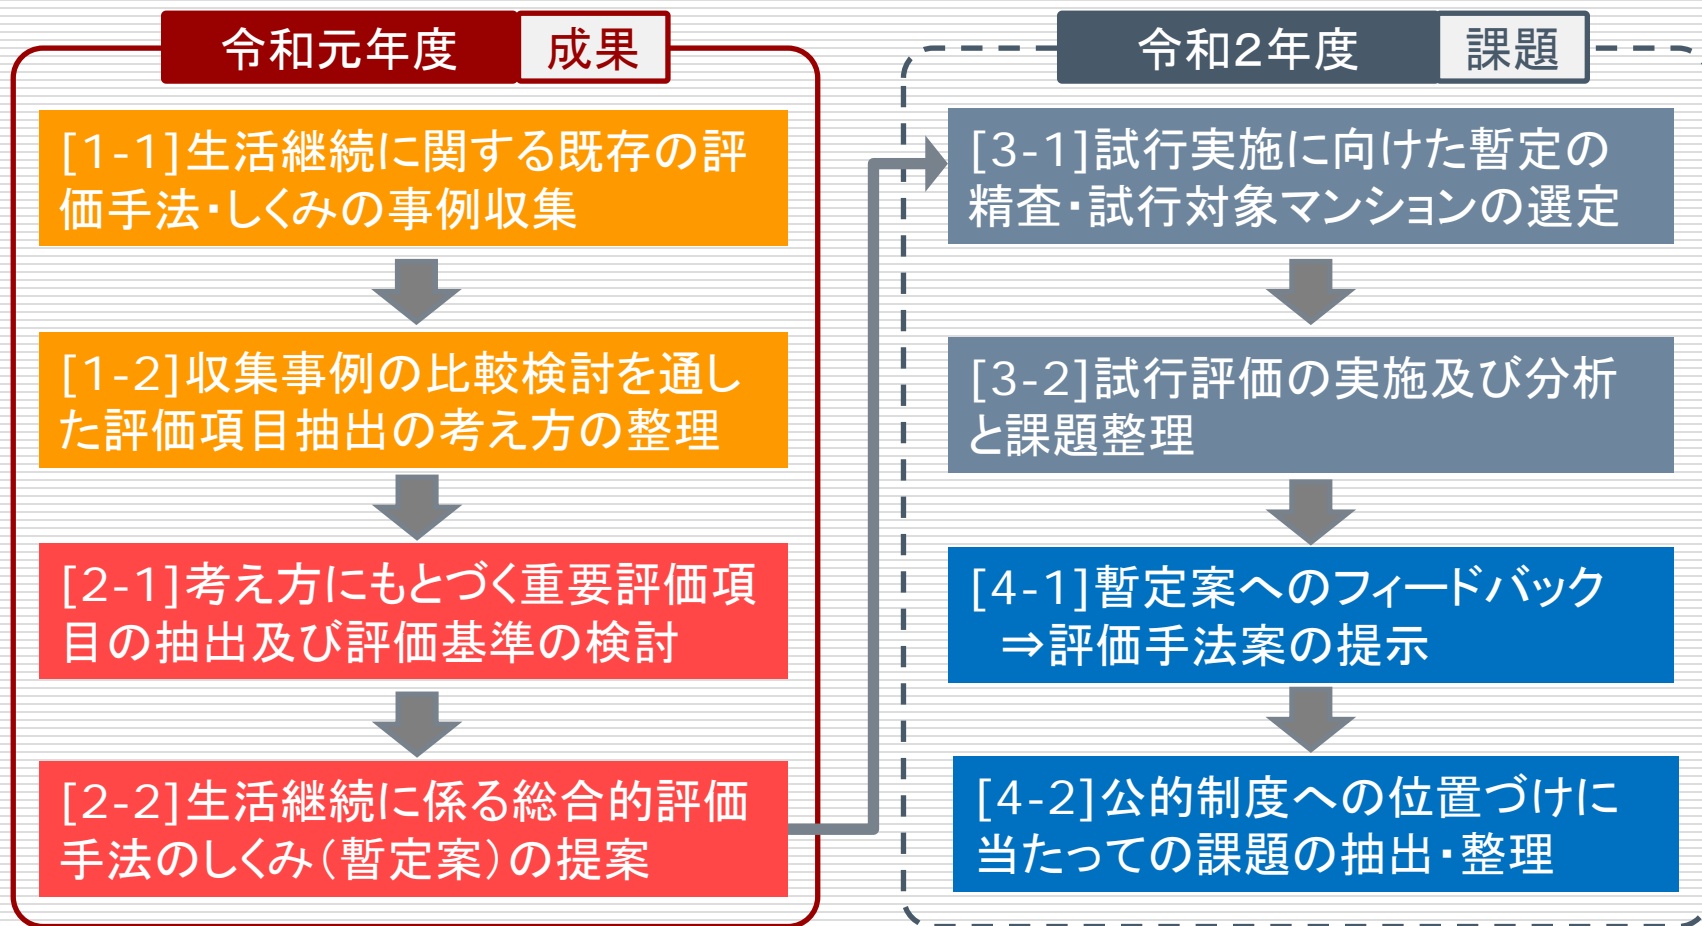 令和元年度 成果
[1-1]生活継続に関する既存の評
価手法・しくみの事例収集
[1-2]収集事例の比較検討を通し
た評価項目抽出の考え方の整理
[2-1]考え方にもとづく重要評価項
目の抽出及び評価基準の検討
[2-2]生活継続に係る総合的評価
手法のしくみ(暫定案)の提案
令和2年度 課題
[3-1]試行実施に向けた暫定の
精査・試行対象マンションの選定
[3-2]試行評価の実施及び分析
と課題整理
[4-1]暫定案へのフィードバック
⇒評価手法案の提示
[4-2]公的制度への位置づけに
当たっての課題の抽出・整理